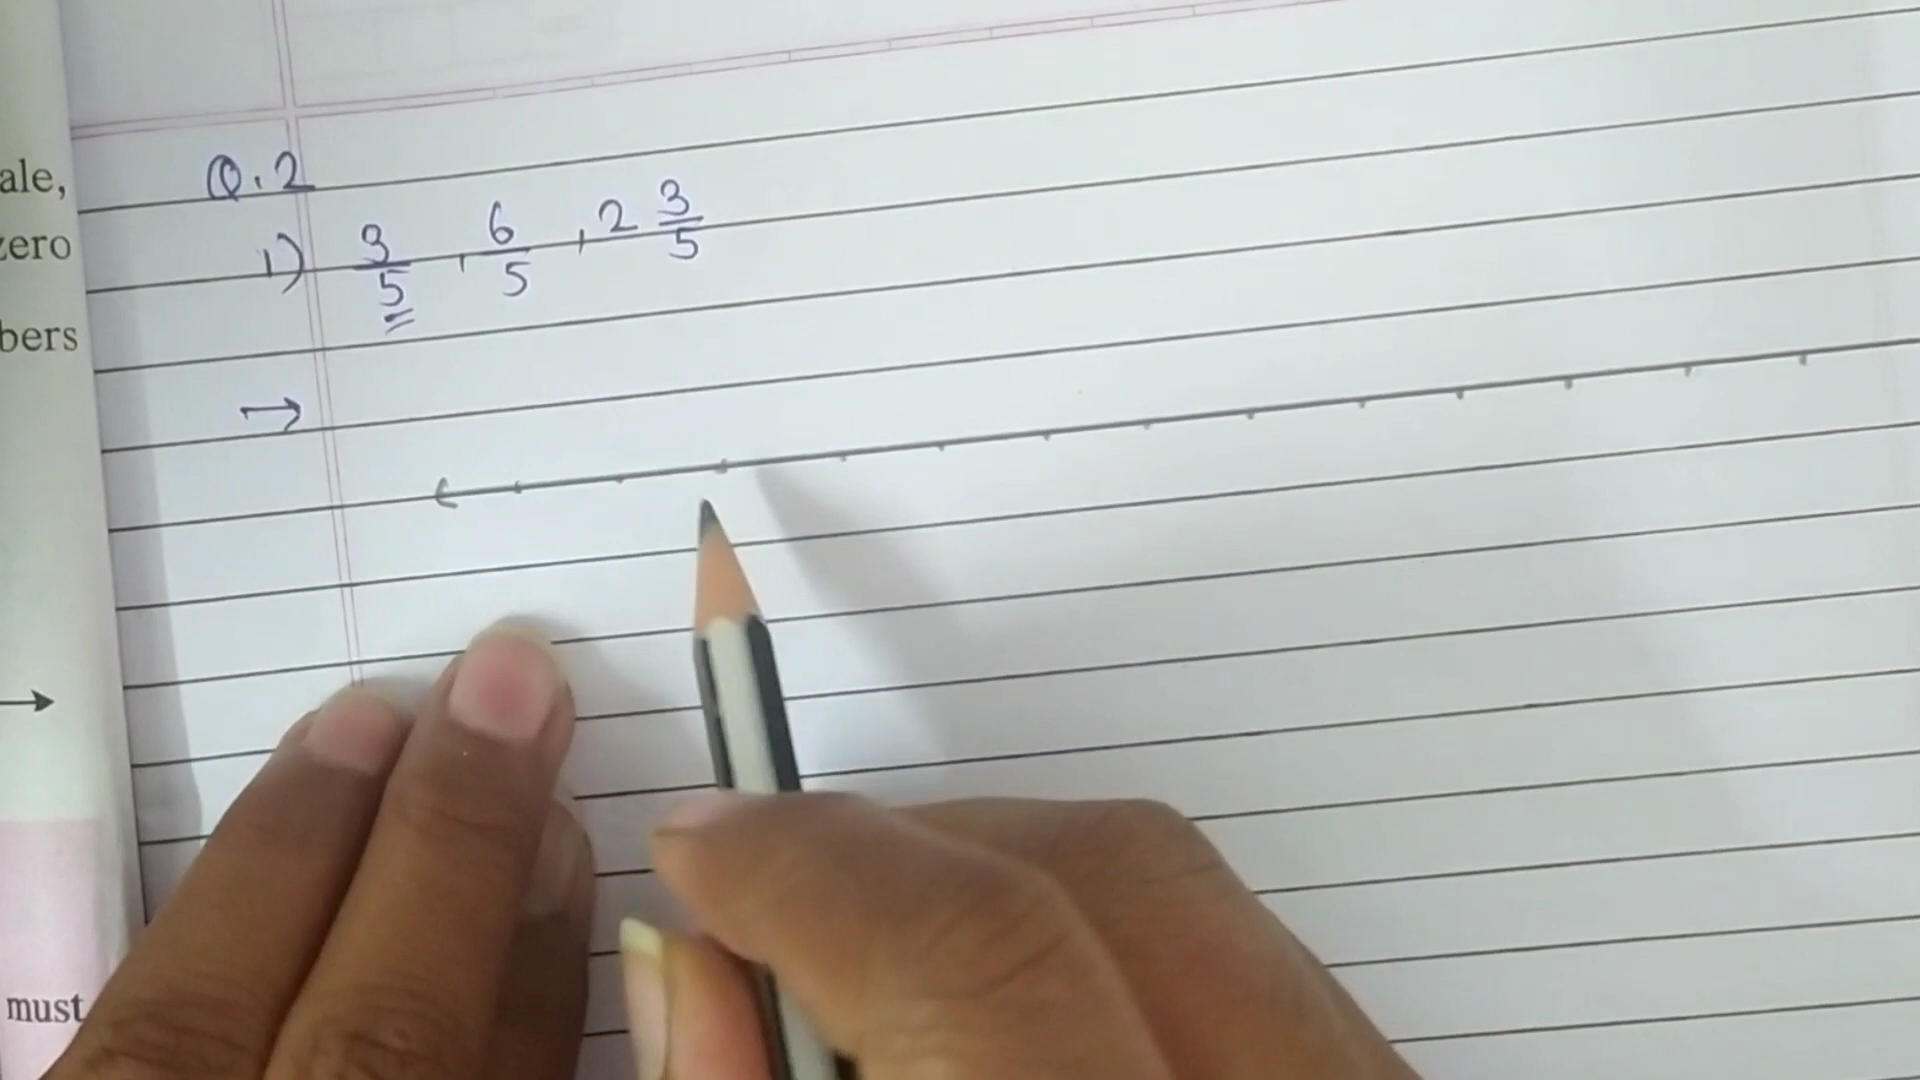 ale,
zero
bers
must
Q.2
1) 3/5 , 6/5 , 2 3/5
→